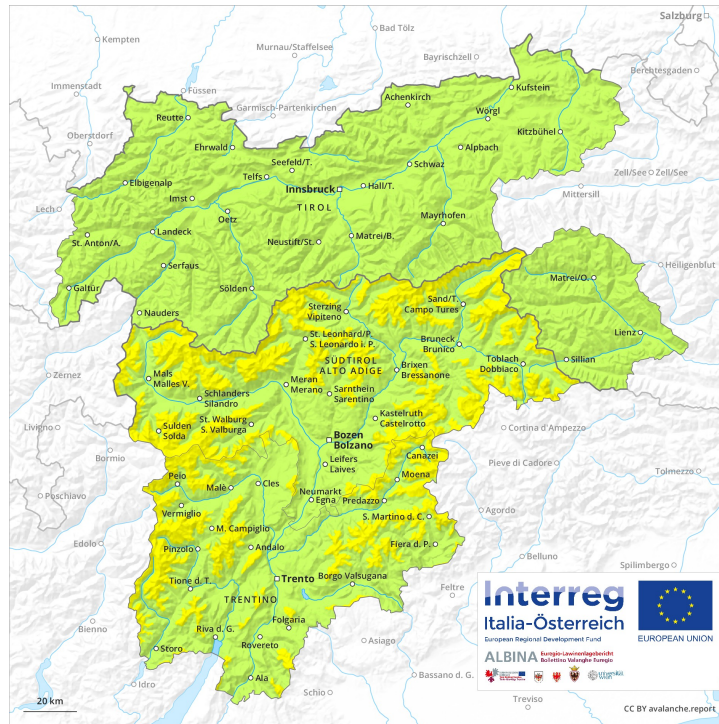 Salzburg
Kempten
Bad Tölz
Murnau/Staffelsee
Bayrischzell
Berchtesgaden
Immenstadt
Füssen
Garmisch-Partenkirchen
Kufstein
Achenkirch
Reutte
Wörgl
Oberstdorf
Ehrwald
Kitzbühel
Alpbach
Seefeld/T.
Schwaz
Telfs
Zell/See
Zell/See
Elbigenalp
Innsbruck
Hall/T.
Mittersill
Imst
TIROL
Lech
Oetz
Mayrhofen
Landeck
Matrei/B.
St. Anton/A.
Neustift/St.
Serfaus
Heiligenblut
Matrei/O.
Galtür
Sölden
Sand/T.
Campo Tures
Nauders
Sterzing
Vipiteno
Lienz
St. Leonhard/P.
S. Leonardo i. P.
Bruneck
Brunico
Toblach
Dobbiaco
Sillian
SÜDTIROL
ALTO ADIGE
Brixen
Bressanone
Zernez
Mals
Malles V.
Meran
Merano
Sarnthein
Sarentino
Schlanders
Silandro
Kastelruth
Castelrotto
St. Walburg
S. Valburga
Livigno
Sulden
Solda
Cortina d'Ampezzo
Bozen
Bolzano
Bormio
Canazei
Pieve di Cadore
Leifers
Laives
Tolmezzo
Peio
Moena
Malè
Cles
Poschiavo
Neumarkt
Egna
Predazzo
Vermiglio
Agordo
S. Martino d. C.
M. Campiglio
Edolo
Pinzolo
Andalo
Fiera d. P.
Belluno
Spilimbergo
Trento
Tione d. T.
Borgo Valsugana
Feltre
TRENTINO
Bienno
Folgaria
Riva d. G.
Asiago
Storo
Rovereto
Idro
Ala
Schio
Bassano d. G.
Treviso
Interreg
Italia-Österreich
European Regional Development Fund
EUROPEAN UNION
ALBINA
Euregio-Lawinenlagebericht
Bollettino Valanghe Euregio
universität
wien
20 km
CC BY avalanche.report